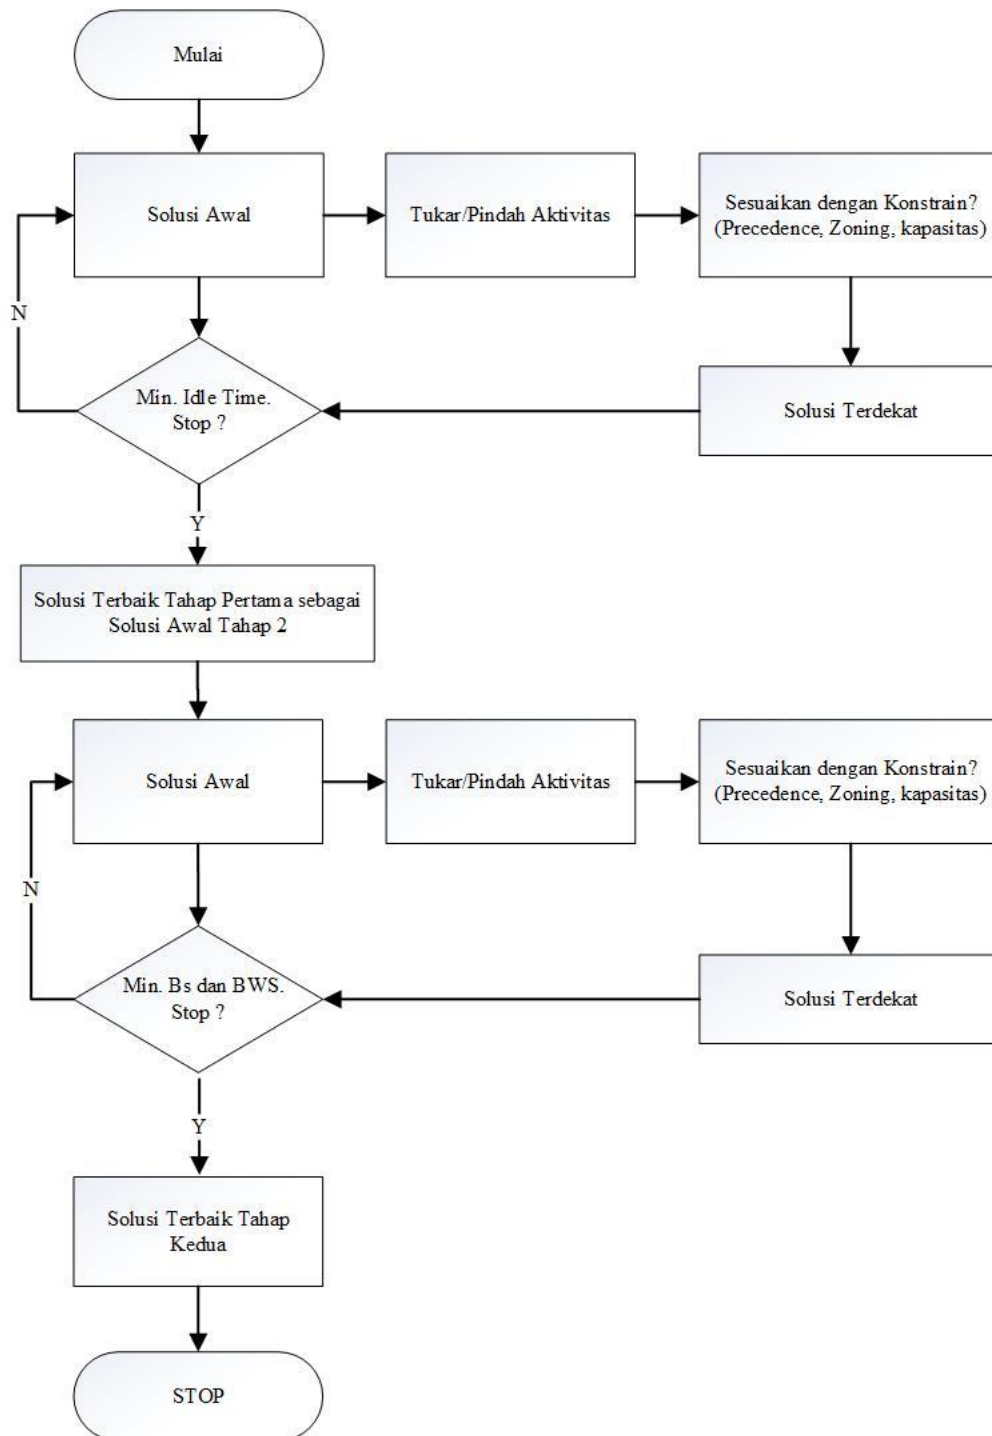 Mulai
Solusi Awal
Tukar/Pindah Aktivitas
Sesuaikan dengan Konstrain?
(Precedence, Zoning, kapasitas)
N
Min. Idle Time.
Stop ?
Solusi Terdekat
Y
Solusi Terbaik Tahap Pertama sebagai
Solusi Awal Tahap 2
Solusi Awal
Tukar/Pindah Aktivitas
Sesuaikan dengan Konstrain?
(Precedence, Zoning, kapasitas)
N
Min. Bs dan BWS.
Stop ?
Solusi Terdekat
Y
Solusi Terbaik Tahap
Kedua
STOP